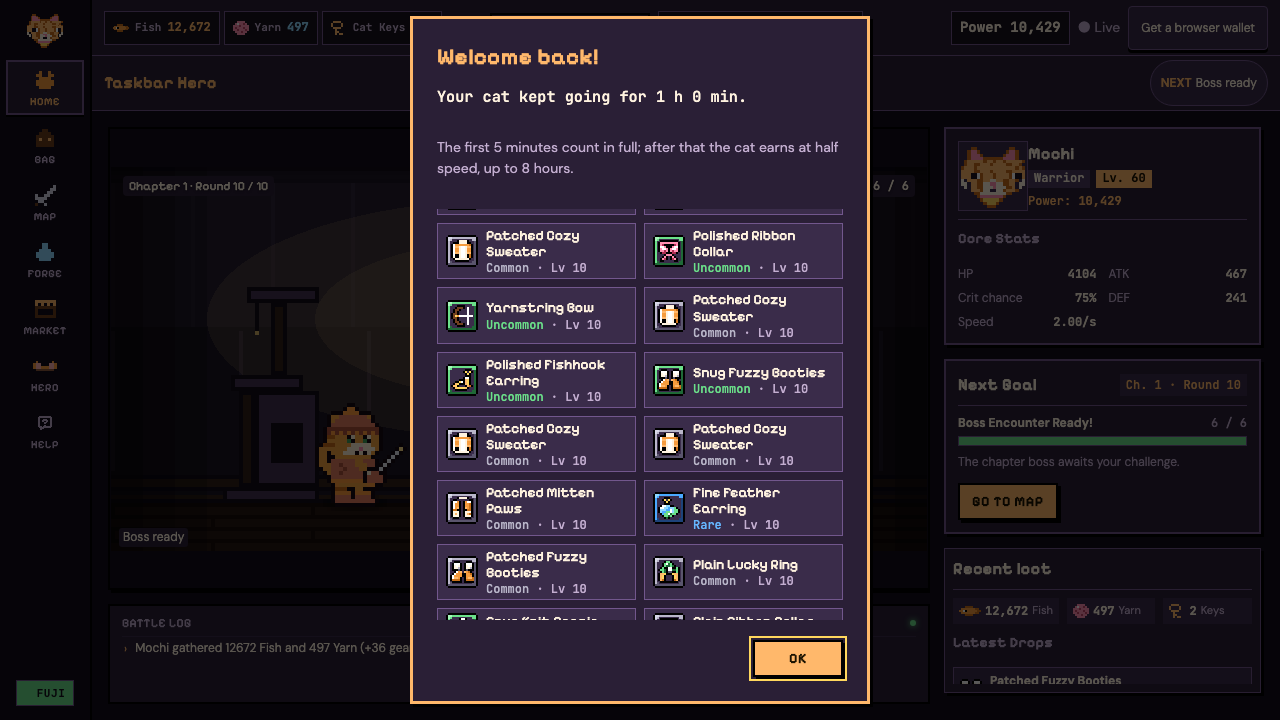 Fish 12,672
Yarn 497
Cat Keys
Power 10,429
Live
Get a browser wallet
HOME
BAG
MAP
FORGE
MARKET
HERO
HELP
FUJI
Taskbar Hero
NEXT Boss ready
Chapter 1 · Round 10 / 10
6 / 6
Boss ready
BATTLE LOG
› Mochi gathered 12672 Fish and 497 Yarn (+36 gea
Welcome back!
Your cat kept going for 1 h 0 min.
The first 5 minutes count in full; after that the cat earns at half
speed, up to 8 hours.
Patched Cozy
Sweater
Common · Lv 10
Polished Ribbon
Collar
Uncommon · Lv 10
Yarnstring Bow
Uncommon · Lv 10
Patched Cozy
Sweater
Common · Lv 10
Polished Fishhook
Earring
Uncommon · Lv 10
Snug Fuzzy Booties
Uncommon · Lv 10
Patched Cozy
Sweater
Common · Lv 10
Patched Cozy
Sweater
Common · Lv 10
Patched Mitten
Paws
Common · Lv 10
Fine Feather
Earring
Rare · Lv 10
Patched Fuzzy
Booties
Common · Lv 10
Plain Lucky Ring
Common · Lv 10
Plain Ribbon Collar
OK
Mochi
Warrior Lv. 60
Power: 10,429
Core Stats
HP 4104 ATK 467
Crit chance 75% DEF 241
Speed 2.00/s
Next Goal
Ch. 1 · Round 10
Boss Encounter Ready! 6 / 6
The chapter boss awaits your challenge.
GO TO MAP
Recent loot
12,672 Fish
497 Yarn
2 Keys
Latest Drops
Patched Fuzzy Booties